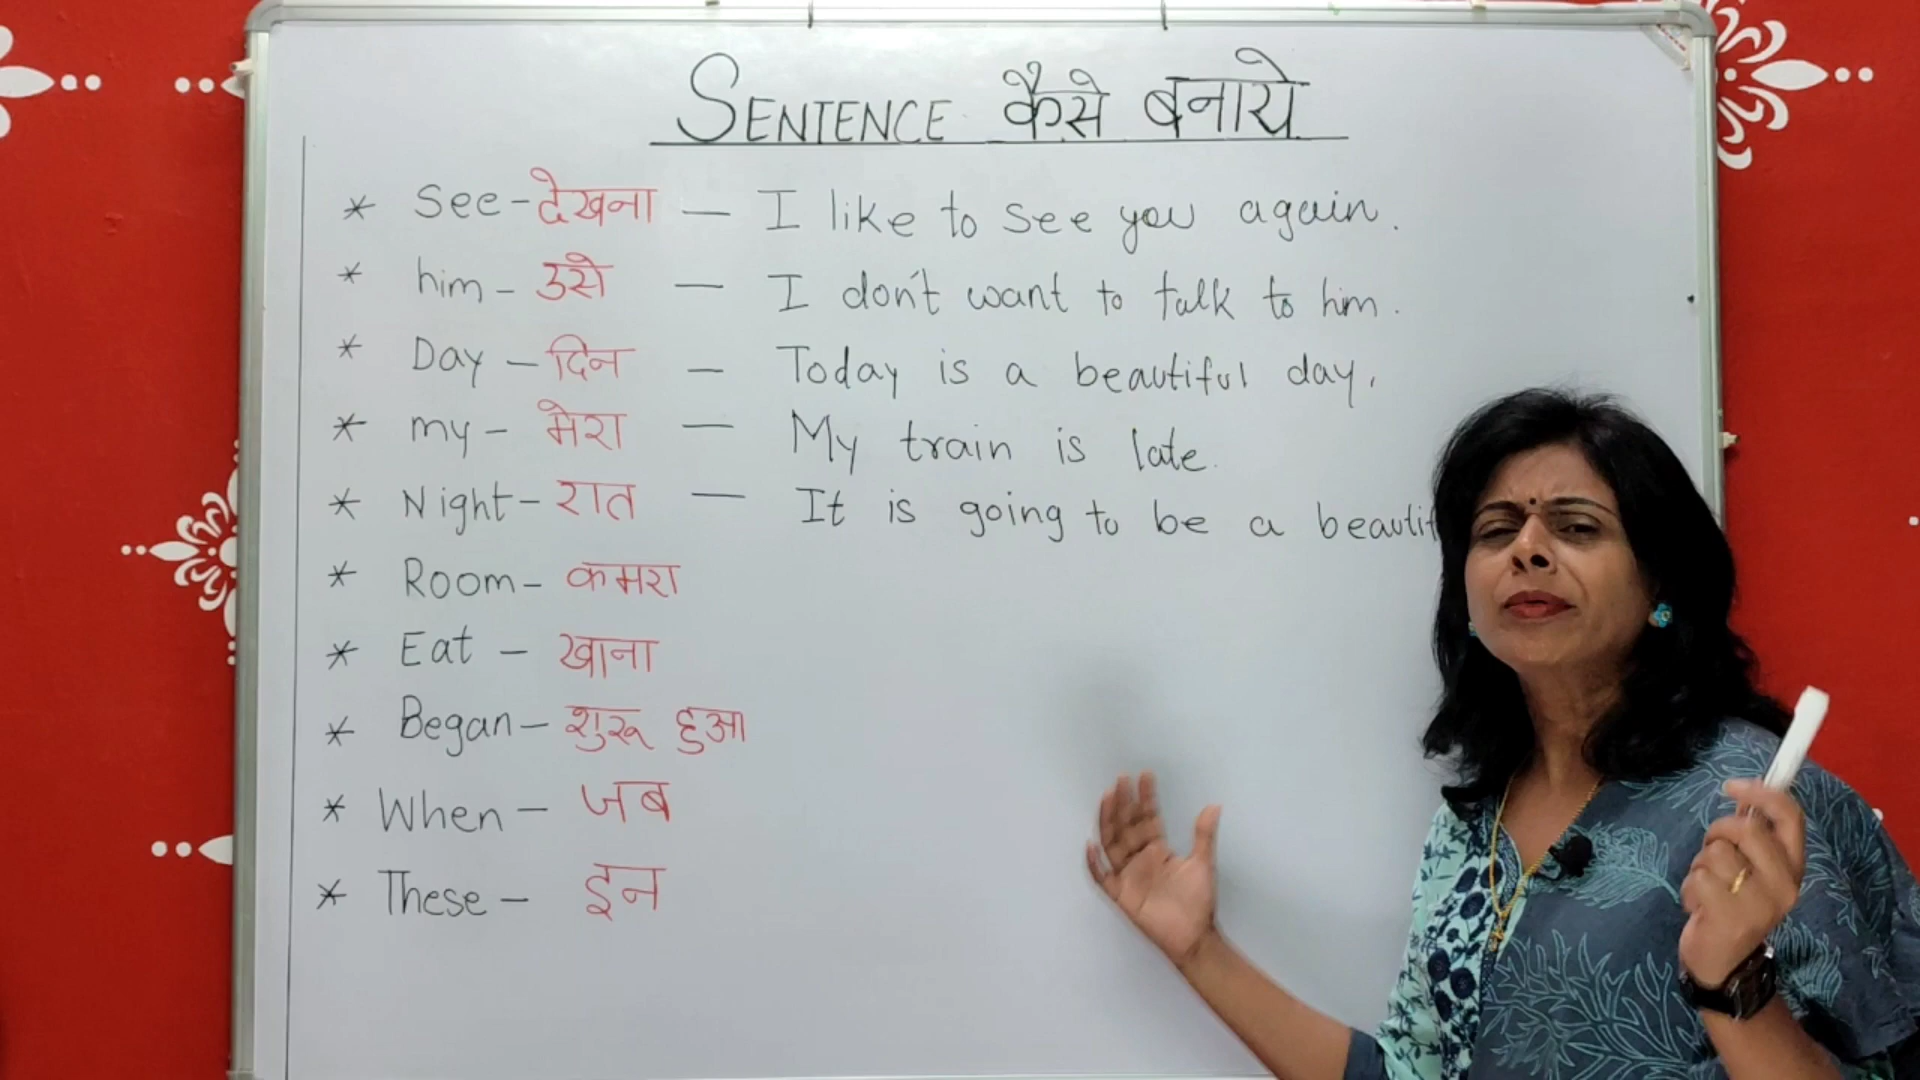 SENTENCE कैसे बनाये
* See - देखना — I like to see you again.
* him - उसे — I don't want to talk to him.
* Day - दिन — Today is a beautiful day.
* my - मेरा — My train is late.
* Night - रात — It is going to be a
* Room - कमरा
* Eat - खाना
* Began - शुरू हुआ
* When - जब
* These - इन